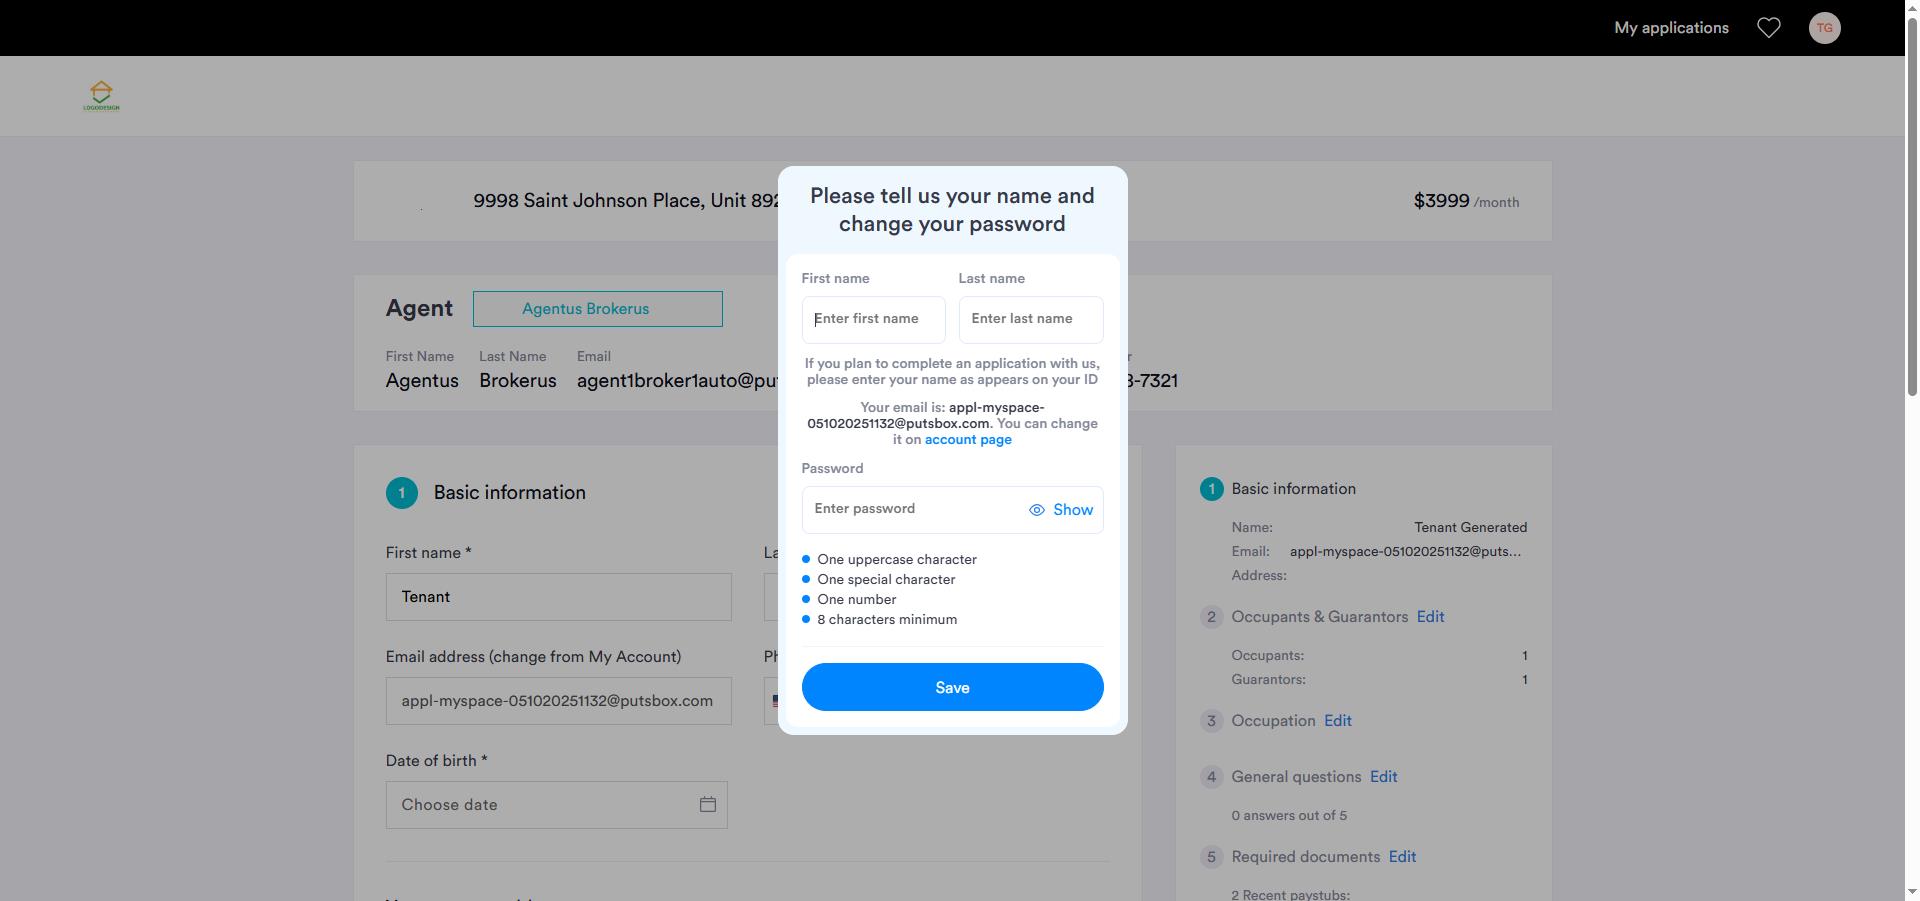 My applications
TG
LOGODESIGN
9998 Saint Johnson Place, Unit 892
$3999 /month
Please tell us your name and
change your password
Agent
Agentus Brokerus
First Name Last Name Email
Agentus Brokerus agent1broker1auto@pu
r
3-7321
First name Last name
Enter first name Enter last name
If you plan to complete an application with us,
please enter your name as appears on your ID
Your email is: appl-myspace-
051020251132@putsbox.com. You can change
it on account page
Password
Enter password Show
One uppercase character
One special character
One number
8 characters minimum
Save
1 Basic information
First name * La
Tenant
Email address (change from My Account) Ph
appl-myspace-051020251132@putsbox.com
Date of birth *
Choose date
1 Basic information
Name: Tenant Generated
Email: appl-myspace-051020251132@puts...
Address:
2 Occupants & Guarantors Edit
Occupants: 1
Guarantors: 1
3 Occupation Edit
4 General questions Edit
0 answers out of 5
5 Required documents Edit
2 Recent paystubs: